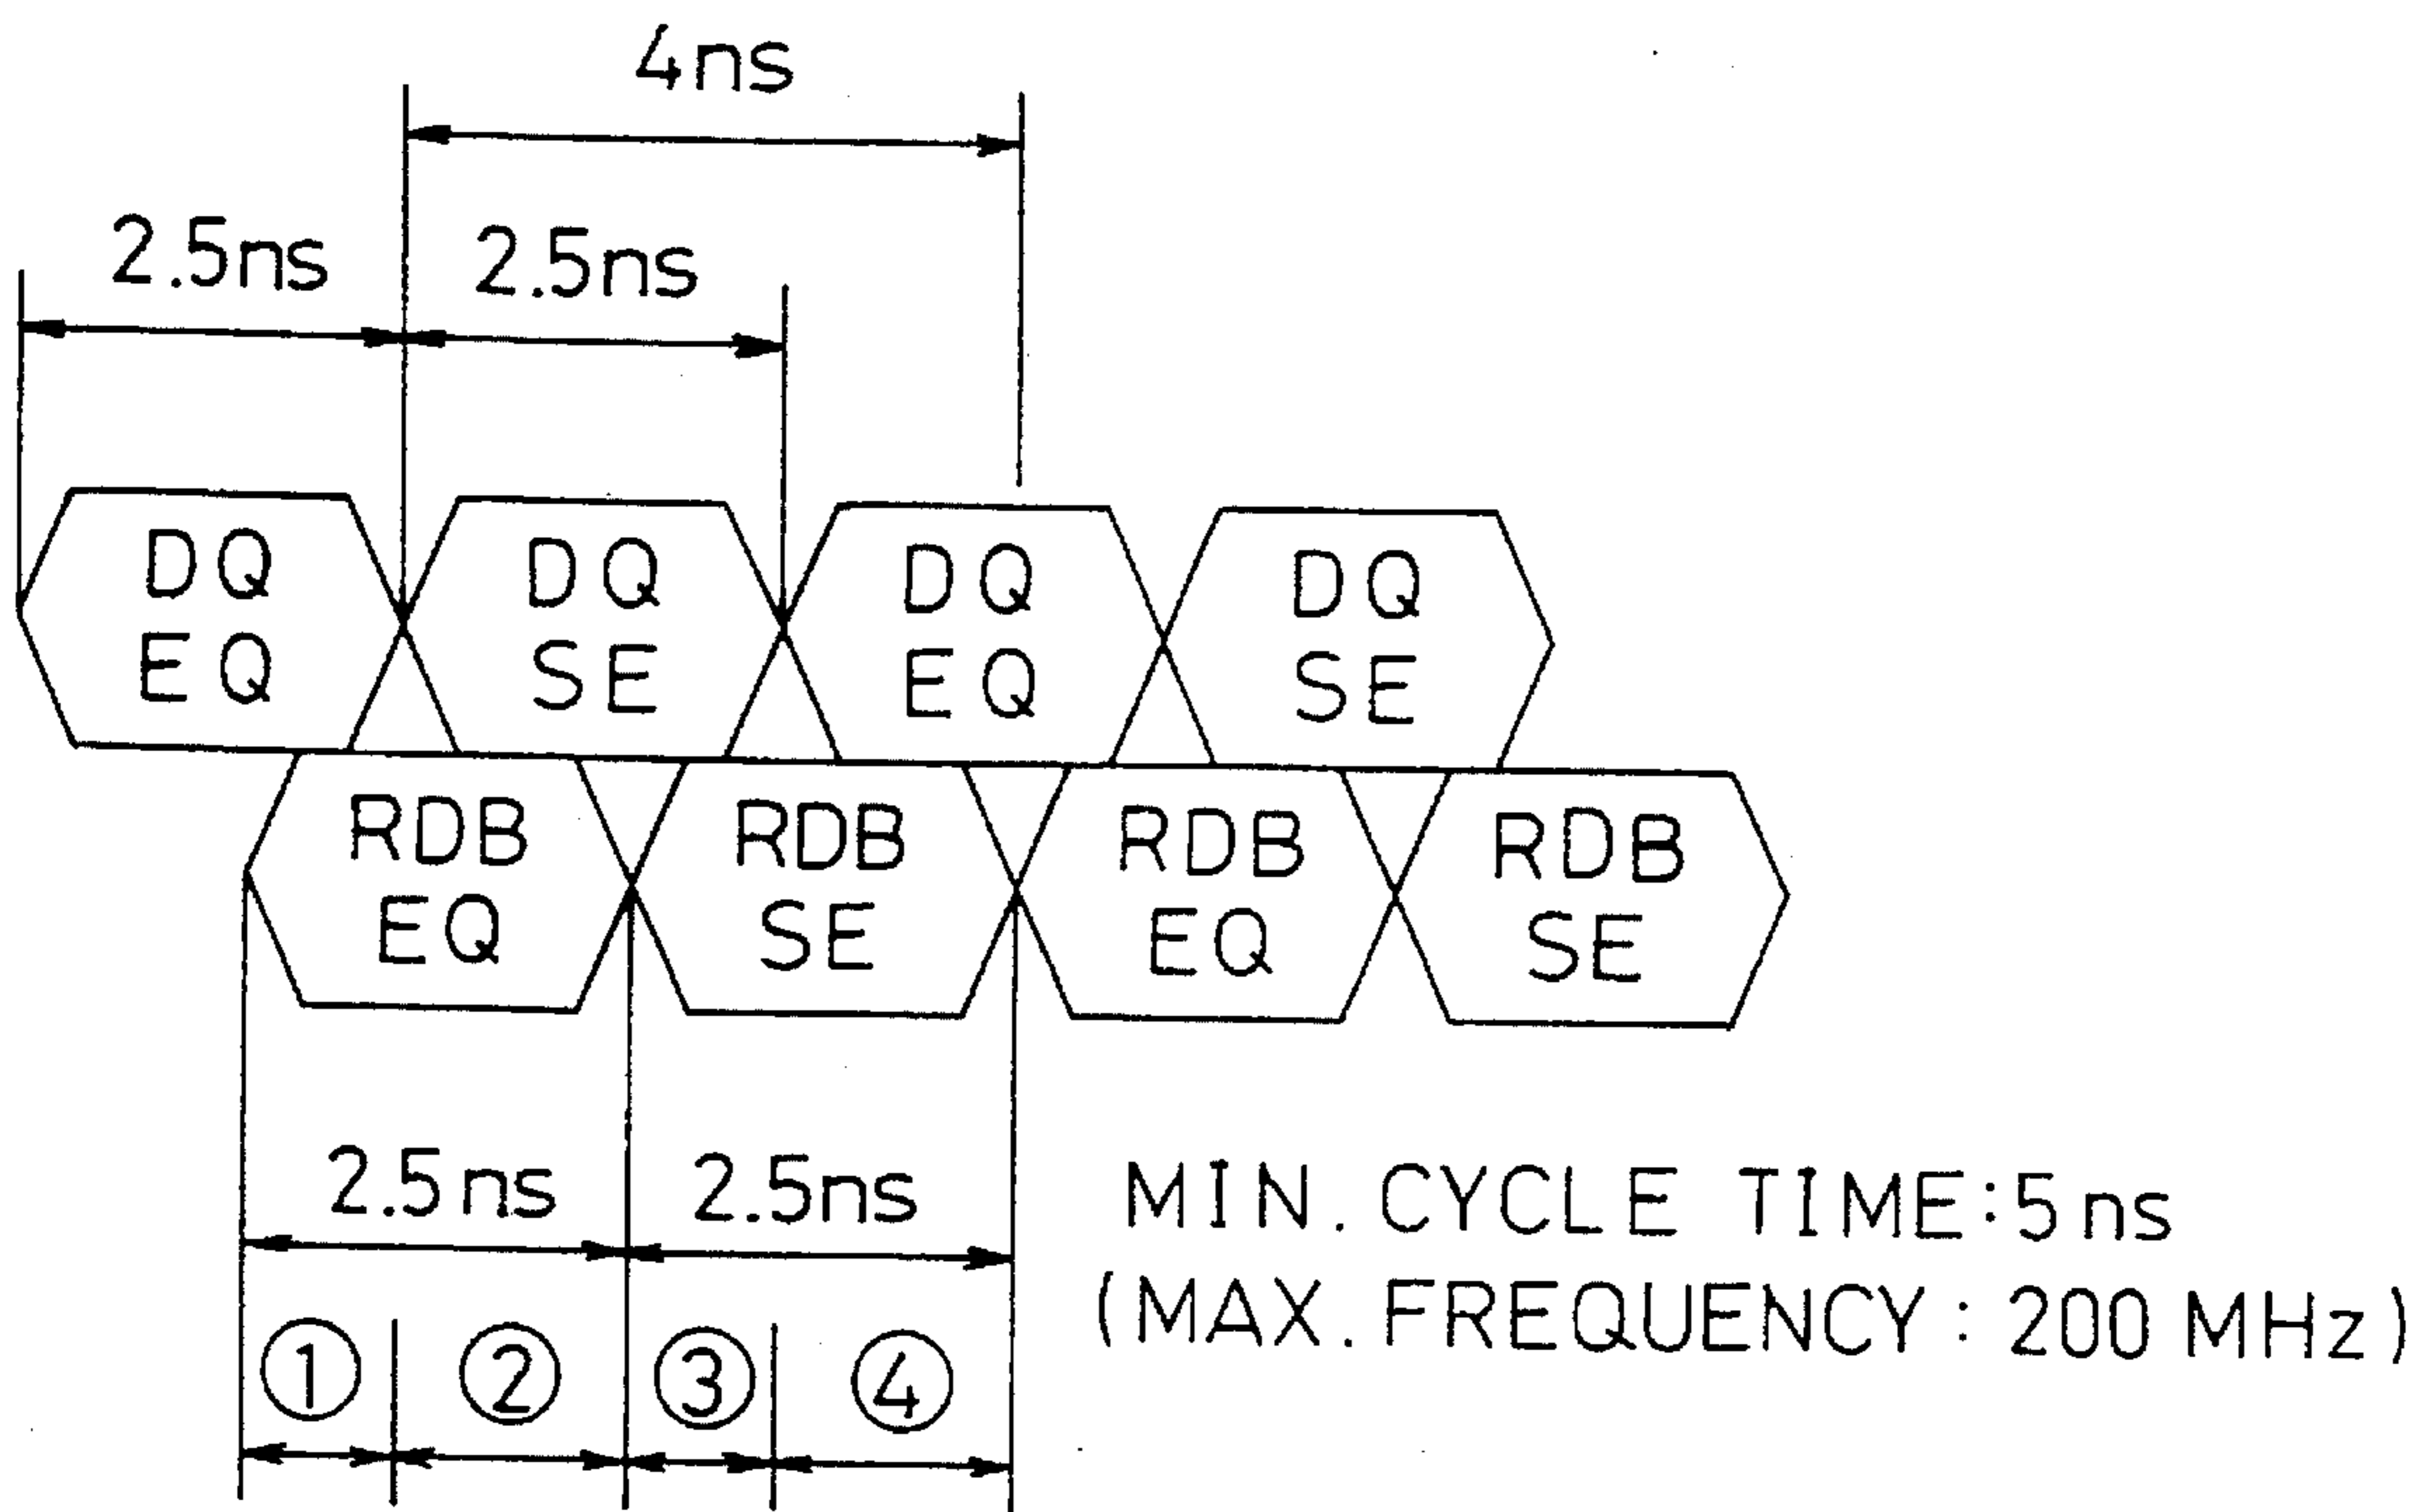 4ns
2.5ns 2.5ns
DQ DQ DQ DQ
EQ SE EQ SE
RDB RDB RDB RDB
EQ SE EQ SE
2.5ns 2.5ns
MIN. CYCLE TIME:5ns
(MAX. FREQUENCY: 200 MHz)
① ② ③ ④